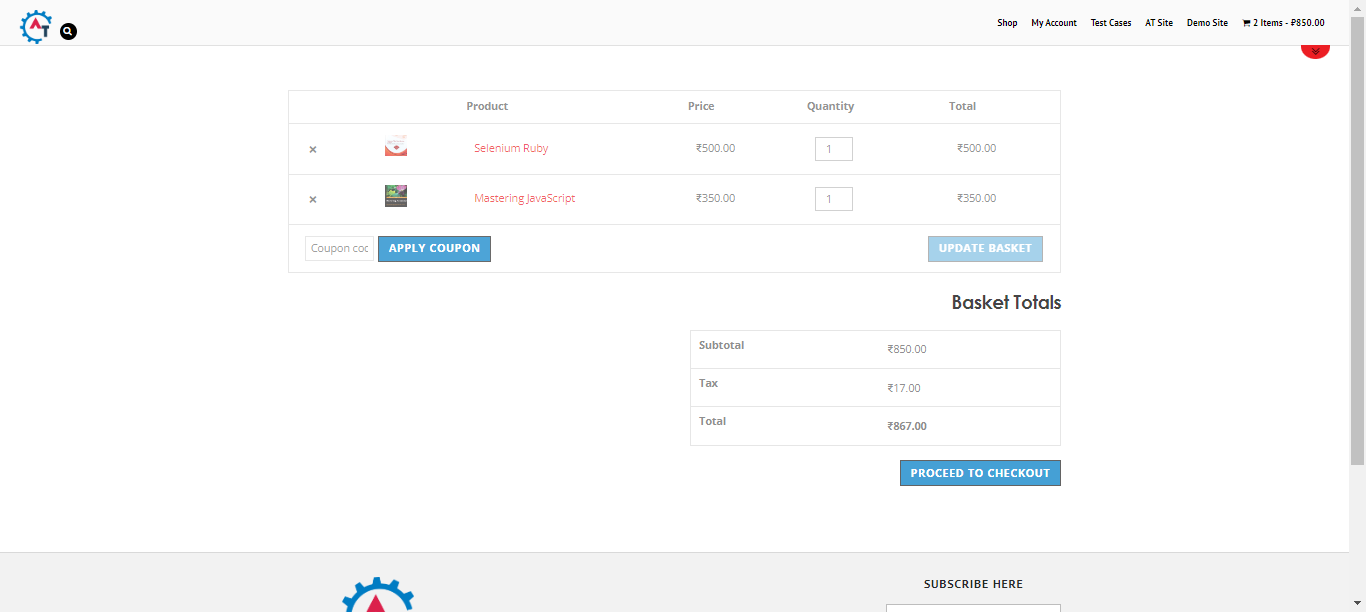 AT
Shop My Account Test Cases AT Site Demo Site 2 Items - ₹850.00
Product Price Quantity Total
× Selenium Ruby ₹500.00 1 ₹500.00
× Mastering JavaScript ₹350.00 1 ₹350.00
Coupon coc APPLY COUPON UPDATE BASKET
Basket Totals
Subtotal ₹850.00
Tax ₹17.00
Total ₹867.00
PROCEED TO CHECKOUT
SUBSCRIBE HERE